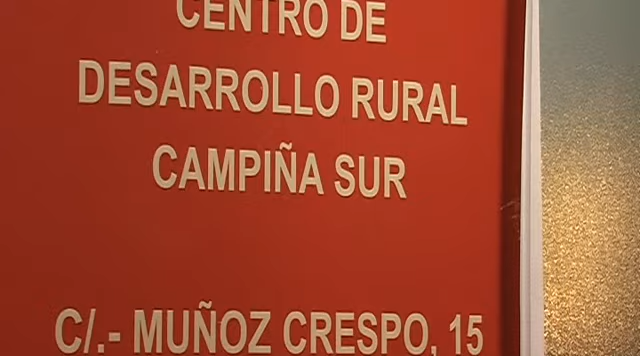 CENTRO DE
DESARROLLO RURAL
CAMPIÑA SUR
C/.- MUÑOZ CRESPO, 15